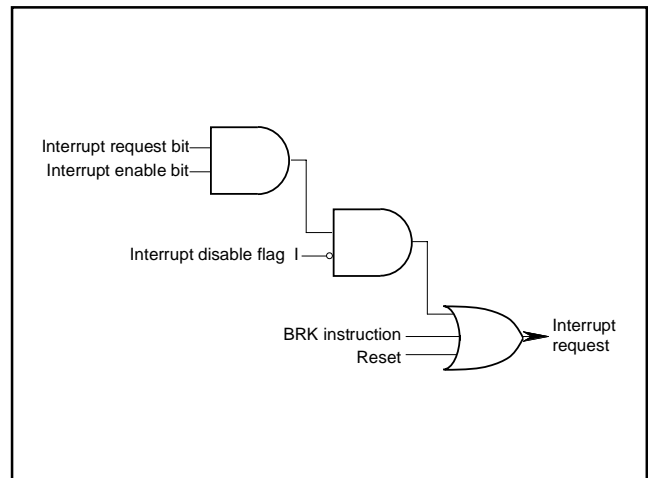 Interrupt request bit
Interrupt enable bit
Interrupt disable flag I
BRK instruction
Reset
Interrupt
request